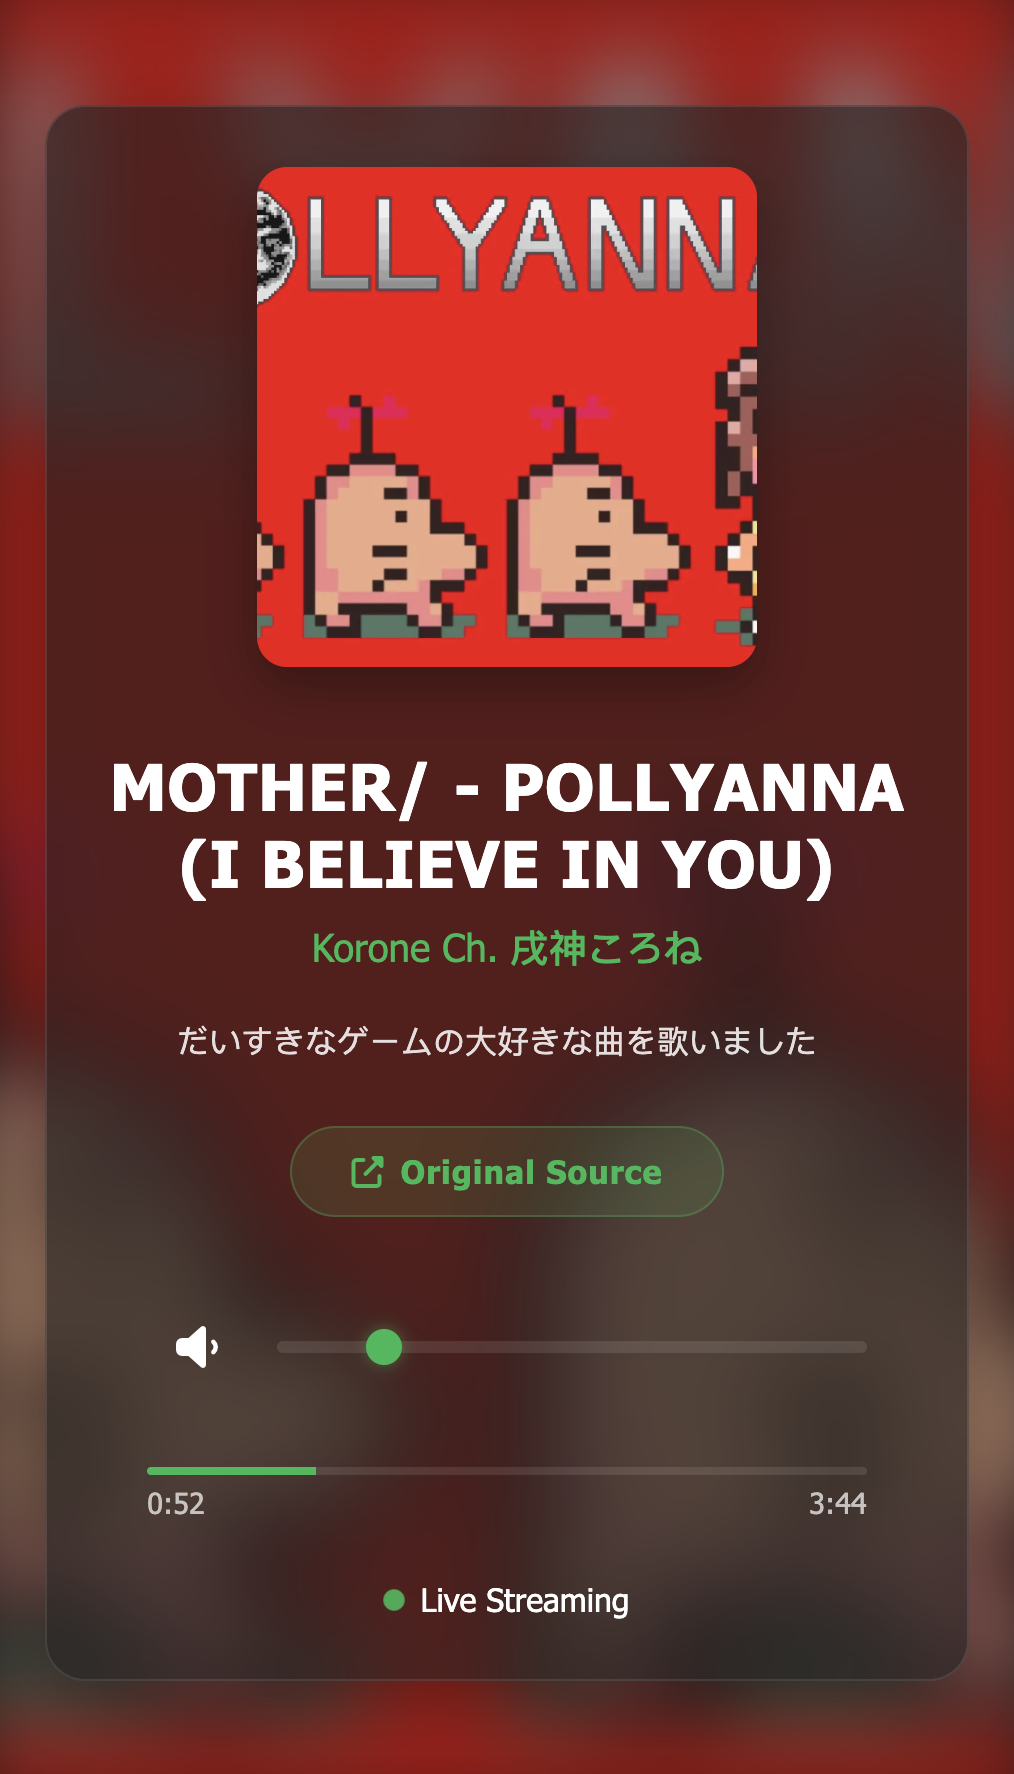 OLLYANNA
MOTHER/ - POLLYANNA
(I BELIEVE IN YOU)
Korone Ch. 戌神ころね
だいすきなゲームの大好きな曲を歌いました
Original Source
0:52
3:44
Live Streaming